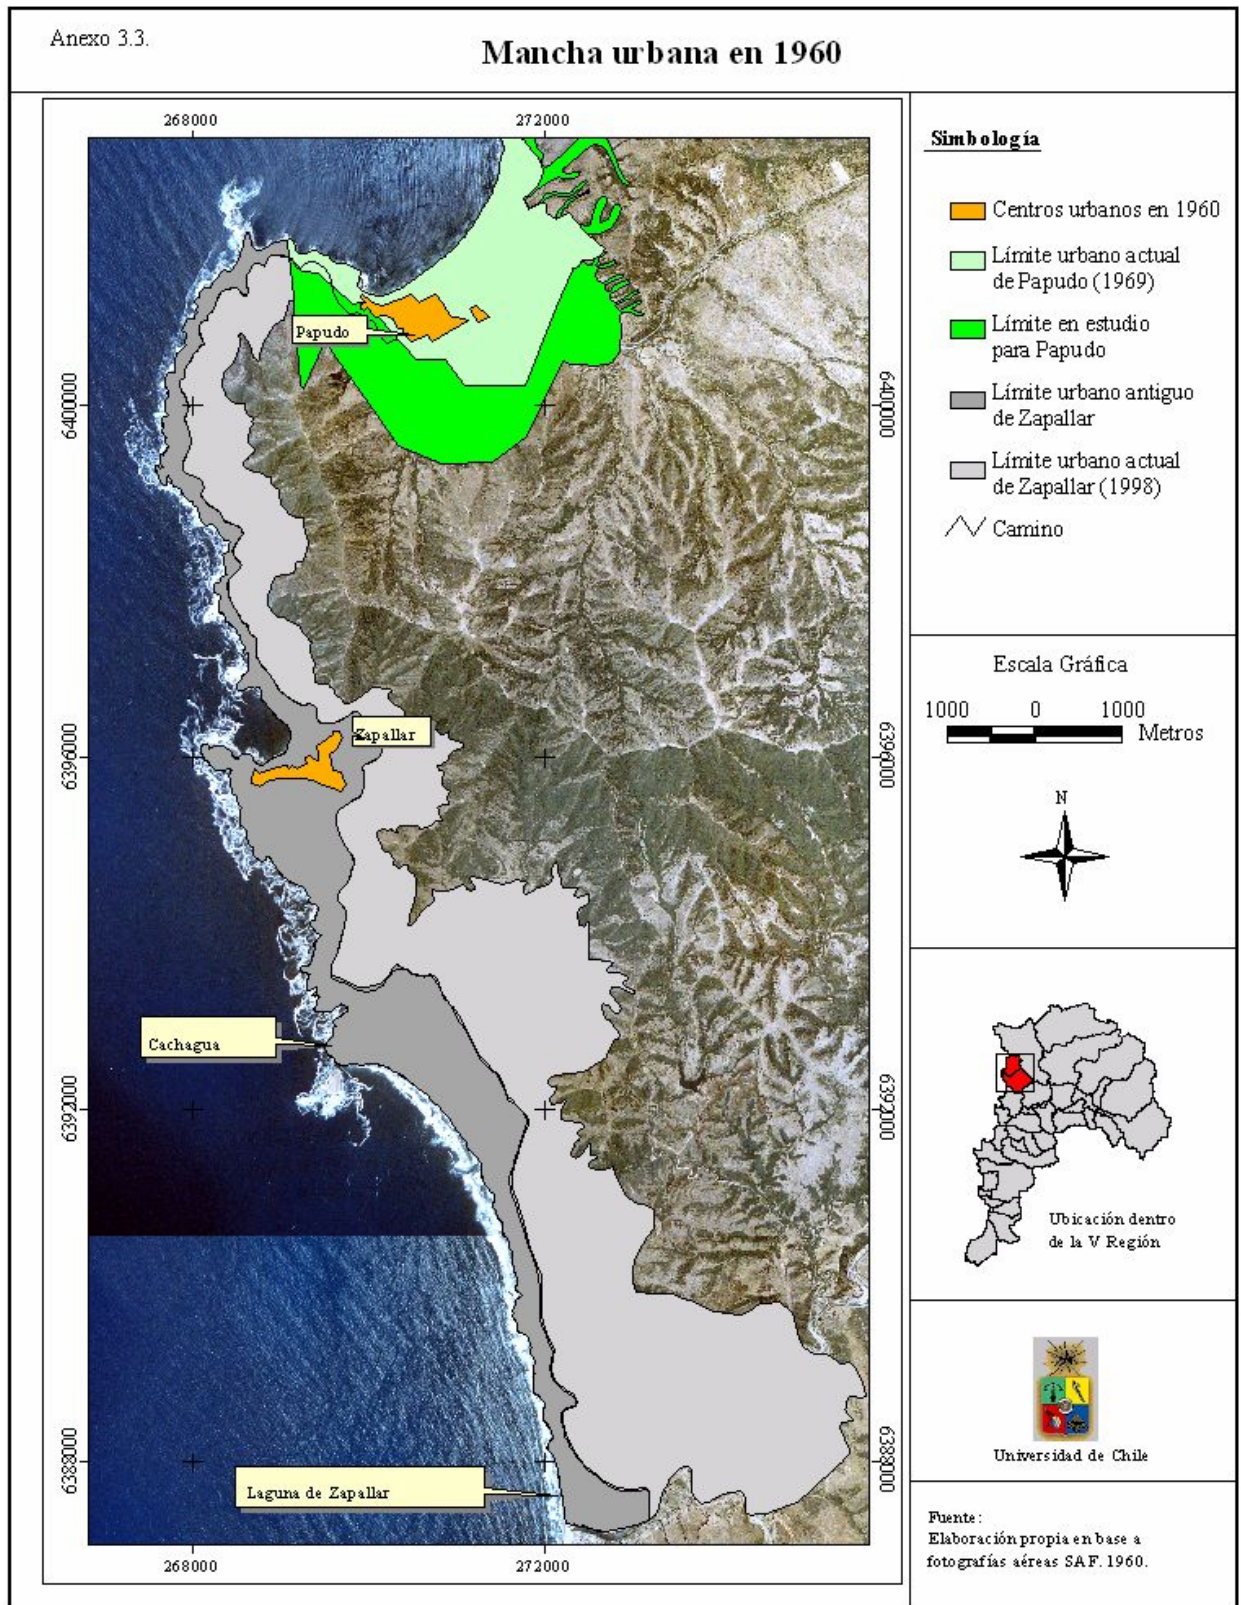 Anexo 3.3.
Mancha urbana en 1960
268000
272000
6400000
6400000
6396000
6396000
6392000
6392000
6388000
6388000
268000
272000
Papudo
Zapallar
Cachagua
Laguna de Zapallar
Simbología
Centros urbanos en 1960
Límite urbano actual
de Papudo (1969)
Límite en estudio
para Papudo
Límite urbano antiguo
de Zapallar
Límite urbano actual
de Zapallar (1998)
Camino
Escala Gráfica
1000 0 1000
Metros
N
Ubicación dentro
de la V Región
Universidad de Chile
Fuente:
Elaboración propia en base a
fotografías aéreas SAF. 1960.